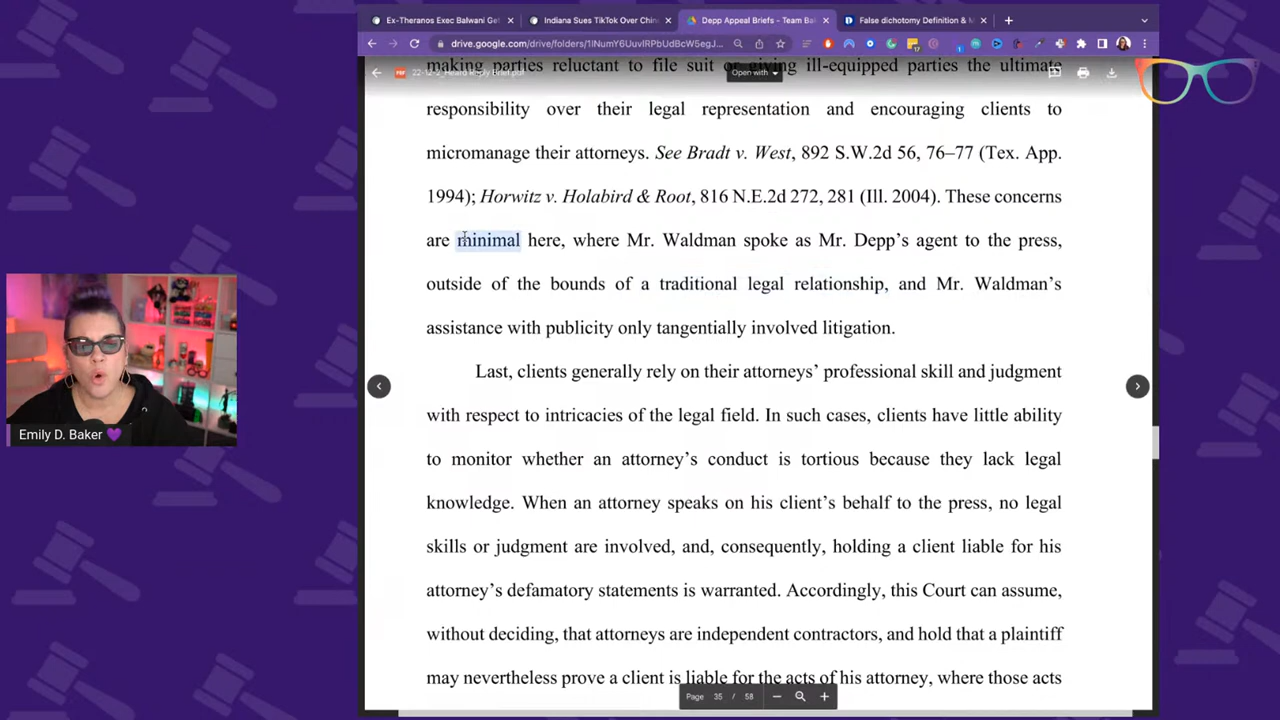 Ex-Theranos Exec Balwani Get
Indiana Sues TikTok Over Chin
Depp Appeal Briefs - Team Ba
False dichotomy Definition & M
drive.google.com/drive/folders/1INumY6UuvIRPbUdBcW5egJ...
22-12-2 Heard Reply Brief.pdf
Open with
making parties reluctant to file suit or giving ill-equipped parties the ultimate
responsibility over their legal representation and encouraging clients to
micromanage their attorneys. See Bradt v. West, 892 S.W.2d 56, 76–77 (Tex. App.
1994); Horwitz v. Holabird & Root, 816 N.E.2d 272, 281 (Ill. 2004). These concerns
are minimal here, where Mr. Waldman spoke as Mr. Depp’s agent to the press,
outside of the bounds of a traditional legal relationship, and Mr. Waldman’s
assistance with publicity only tangentially involved litigation.
Last, clients generally rely on their attorneys’ professional skill and judgment
with respect to intricacies of the legal field. In such cases, clients have little ability
to monitor whether an attorney’s conduct is tortious because they lack legal
knowledge. When an attorney speaks on his client’s behalf to the press, no legal
skills or judgment are involved, and, consequently, holding a client liable for his
attorney’s defamatory statements is warranted. Accordingly, this Court can assume,
without deciding, that attorneys are independent contractors, and hold that a plaintiff
may nevertheless prove a client is liable for the acts of his attorney, where those acts
Page 35 / 58
Emily D. Baker 💜